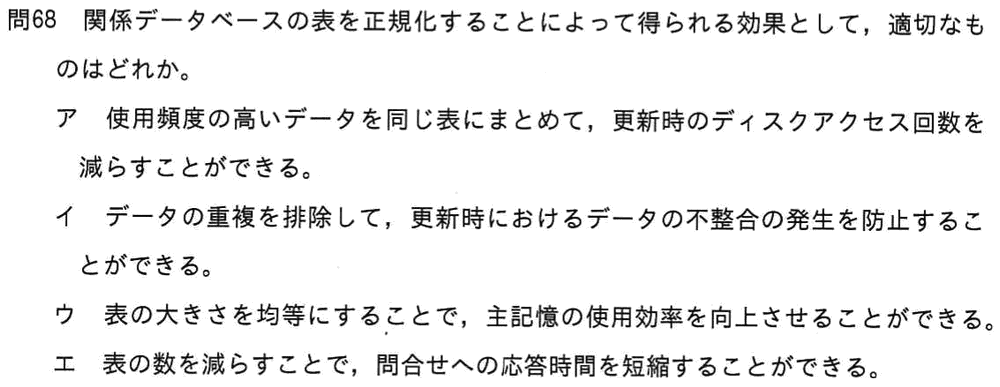 問68 関係データベースの表を正規化することによって得られる効果として，適切なも
のはどれか。
ア 使用頻度の高いデータを同じ表にまとめて，更新時のディスクアクセス回数を
減らすことができる。
イ データの重複を排除して，更新時におけるデータの不整合の発生を防止するこ
とができる。
ウ 表の大きさを均等にすることで，主記憶の使用効率を向上させることができる。
エ 表の数を減らすことで，問合せへの応答時間を短縮することができる。